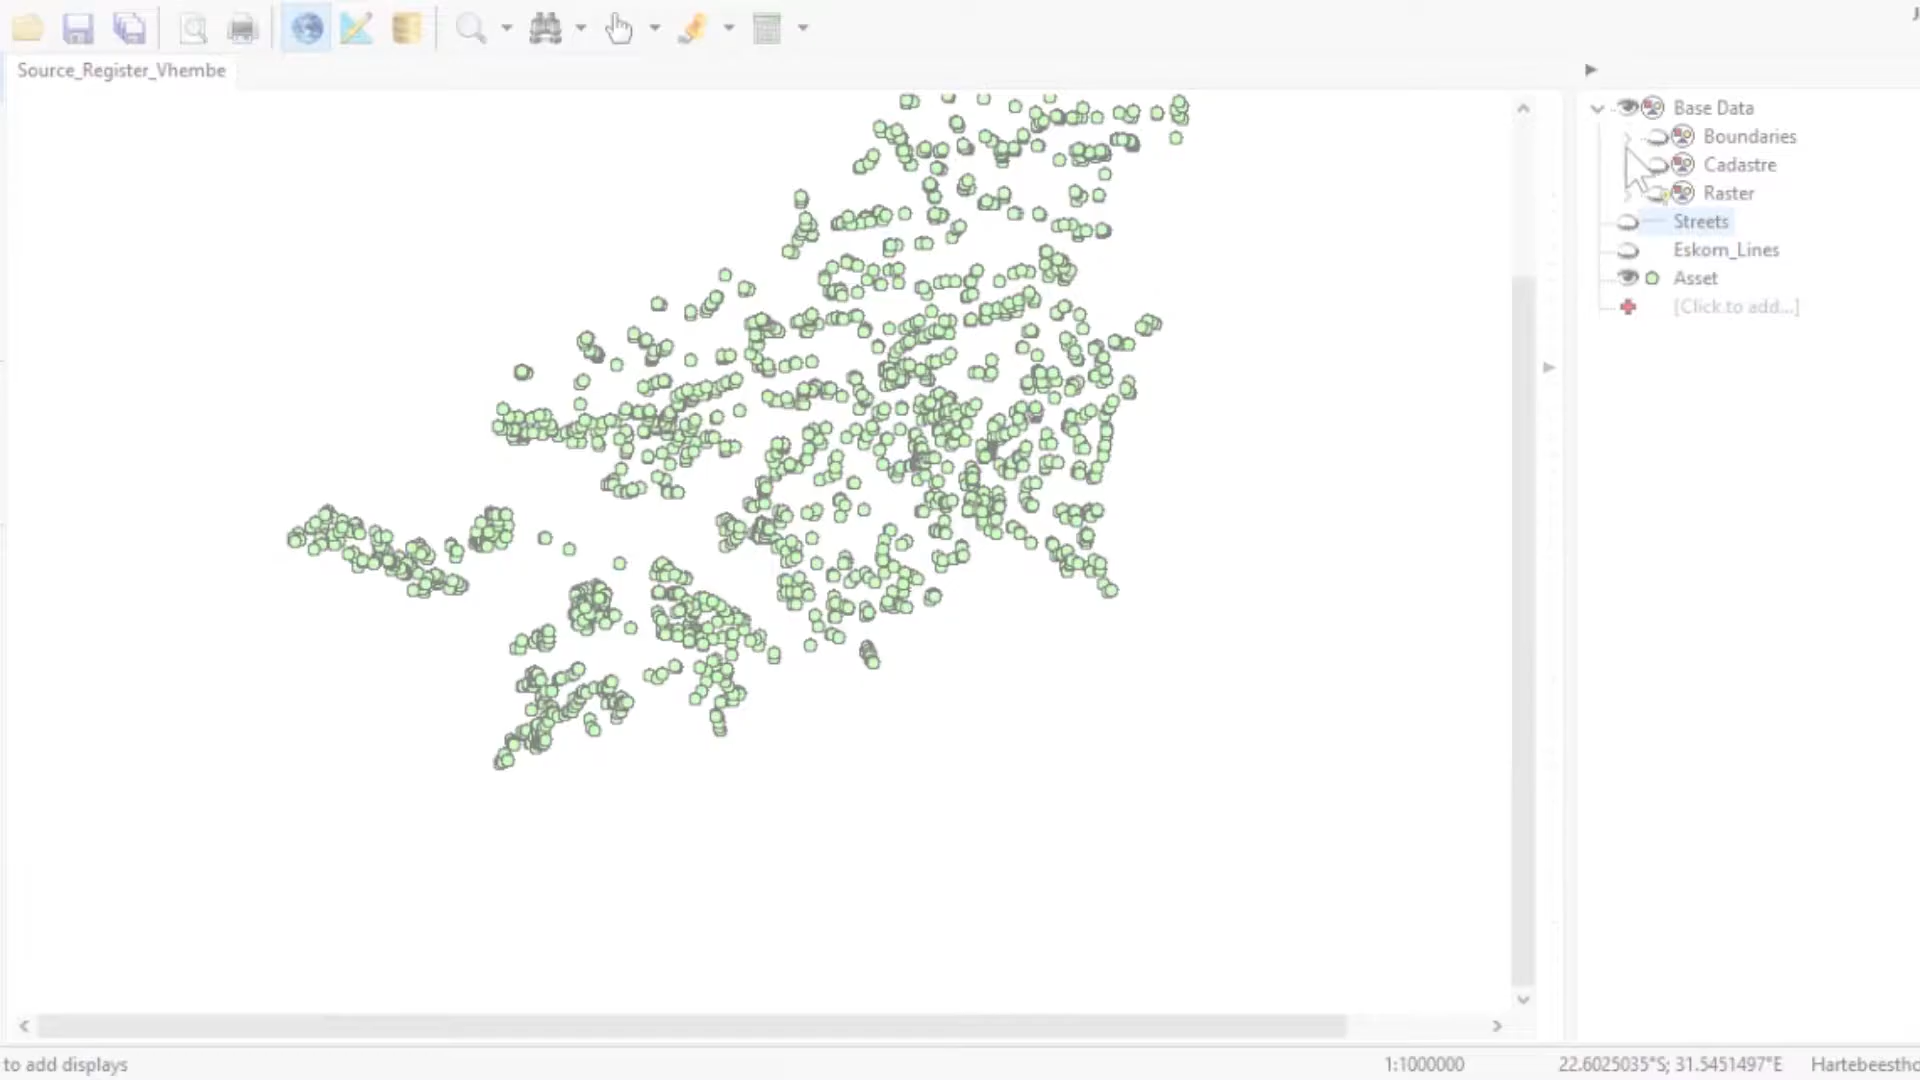 Source_Register_Vhembe
Base Data
Boundaries
Cadastre
Raster
Streets
Eskom_Lines
Asset
[Click to add...]
to add displays
1:1000000
22.6025035°S; 31.5451497°E
Hartebeestho